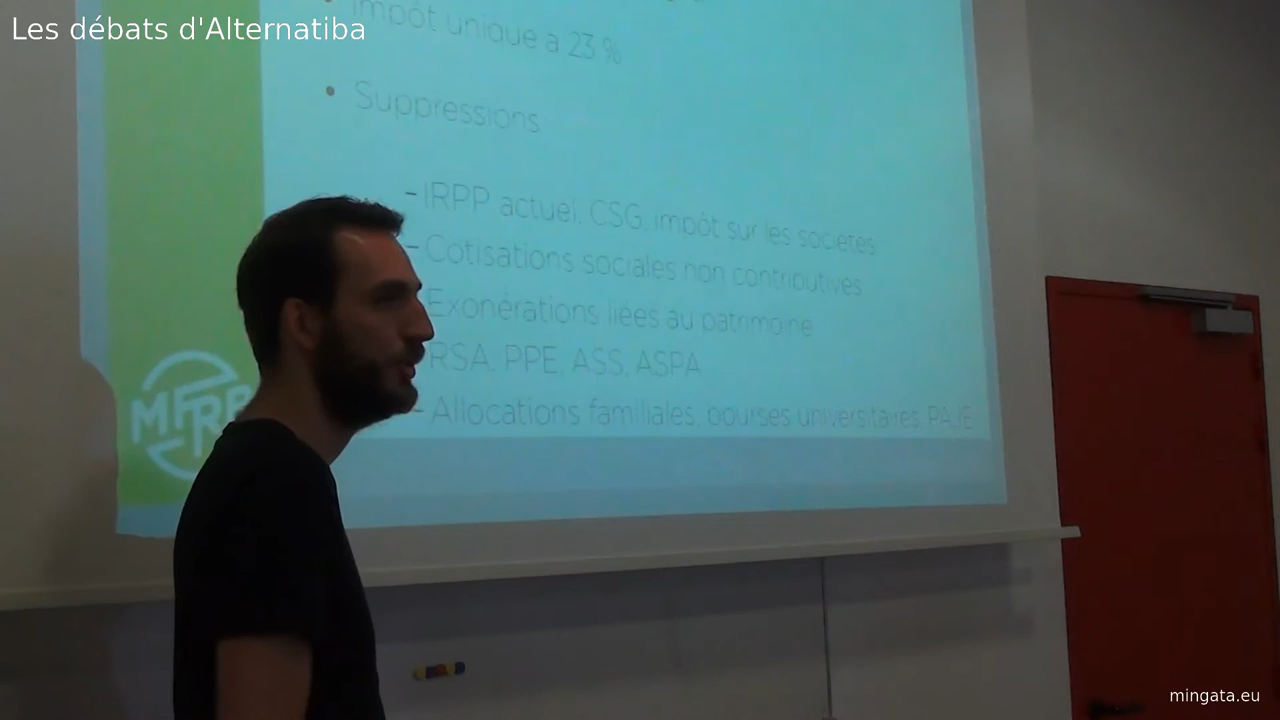 Les débats d'Alternatiba
• Impôt unique à 23 %
• Suppressions
– IRPP actuel, CSG, impôt sur les sociétés
– Cotisations sociales non contributives
Exonérations liées au patrimoine
RSA, PPE, ASS, ASPA
– Allocations familiales, bourses universitaires, PAJE
MFRB
mingata.eu